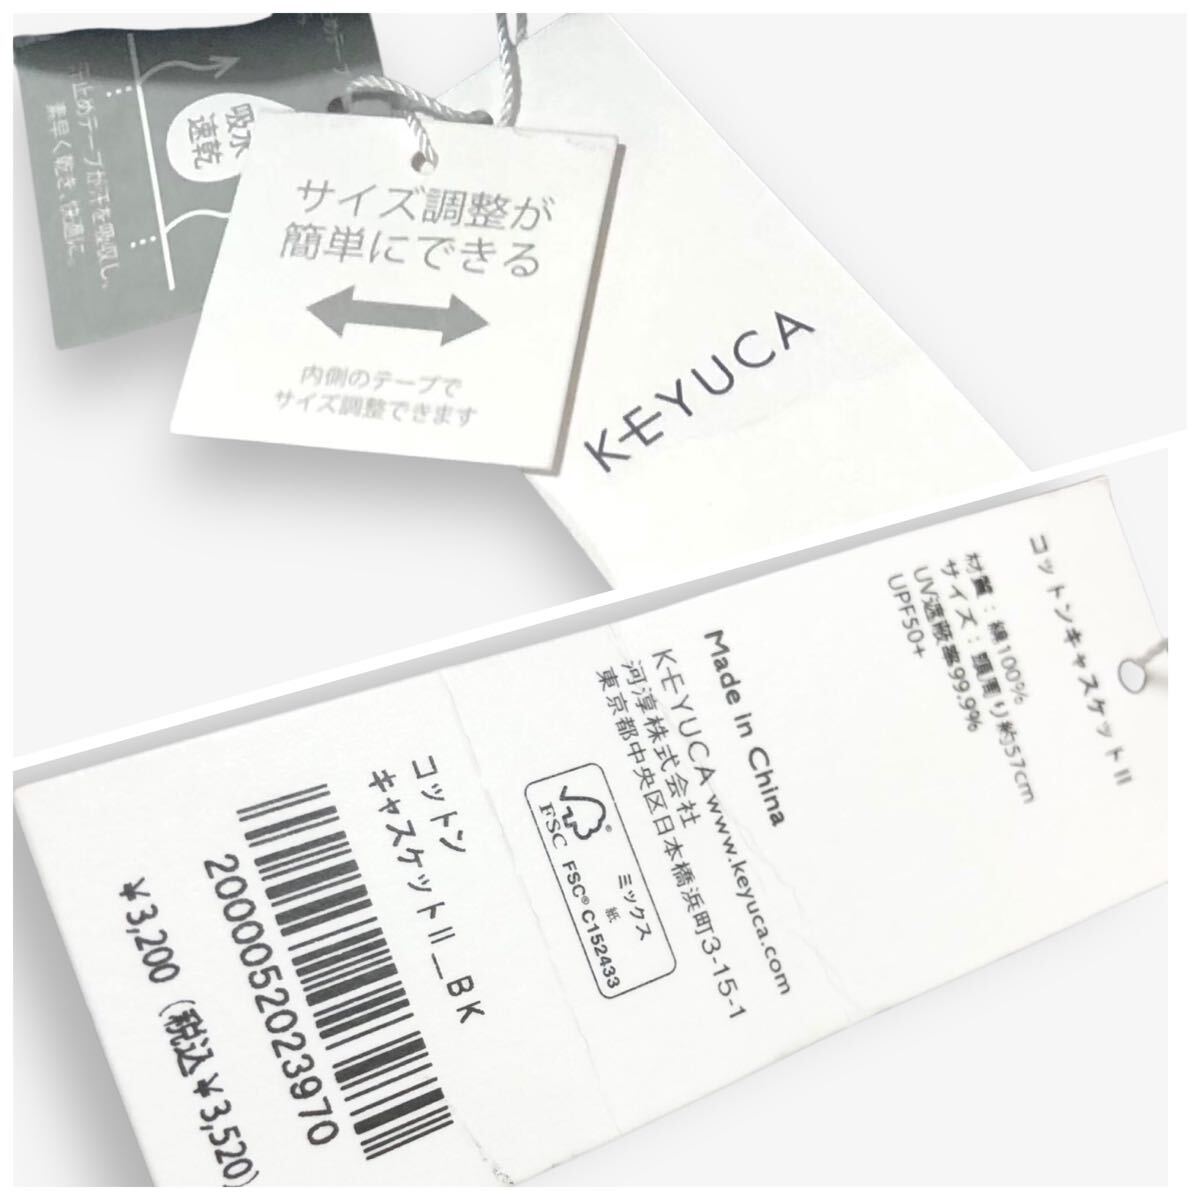 吸水
速乾
汗止めテープが汗を吸収し、
素早く乾き、快適に
サイズ調整が
簡単にできる
内側のテープで
サイズ調整できます
KEYUCA
コットンキャスケットII
材質：綿100%
サイズ：頭周り約57cm
UV遮蔽率99.9%
UPF50+
Made in China
KEYUCA www.keyuca.com
河淳株式会社
東京都中央区日本橋浜町3-15-1
ミックス
紙
FSC
FSC® C152433
コットン
キャスケットII_BK
2000052023970
¥3,200（税込¥3,520）